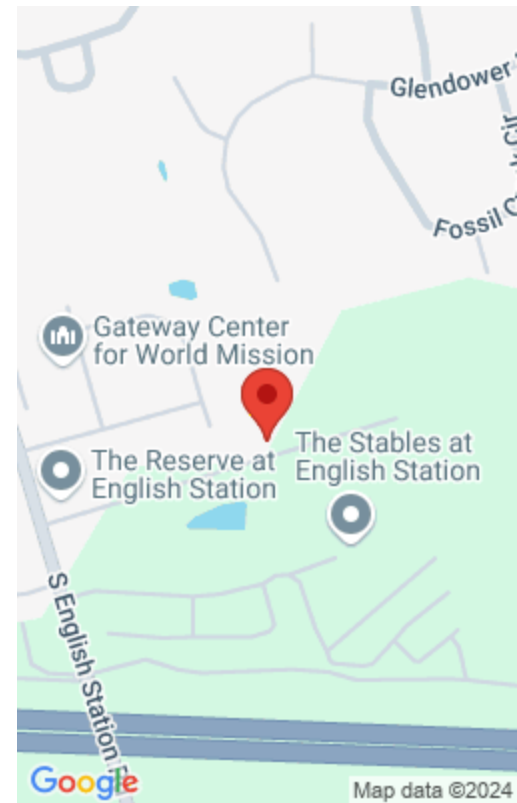 Glendower
Cir
Fossil C
Gateway Center
for World Mission
The Reserve at
English Station
The Stables at
English Station
S English Station
Google
Map data ©2024